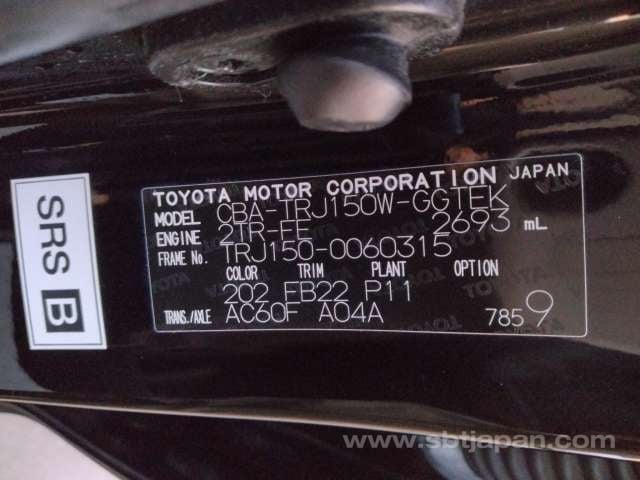 SRS B
TOYOTA MOTOR CORPORATION JAPAN
MODEL CBA-TRJ150W-GGTEK
ENGINE 2TR-FE 2693 mL
FRAME No. TRJ150-0060315
COLOR TRIM PLANT OPTION
202 FB22 P11
TRANS./AXLE AC60F A04A 785 9
www.sbtjapan.com